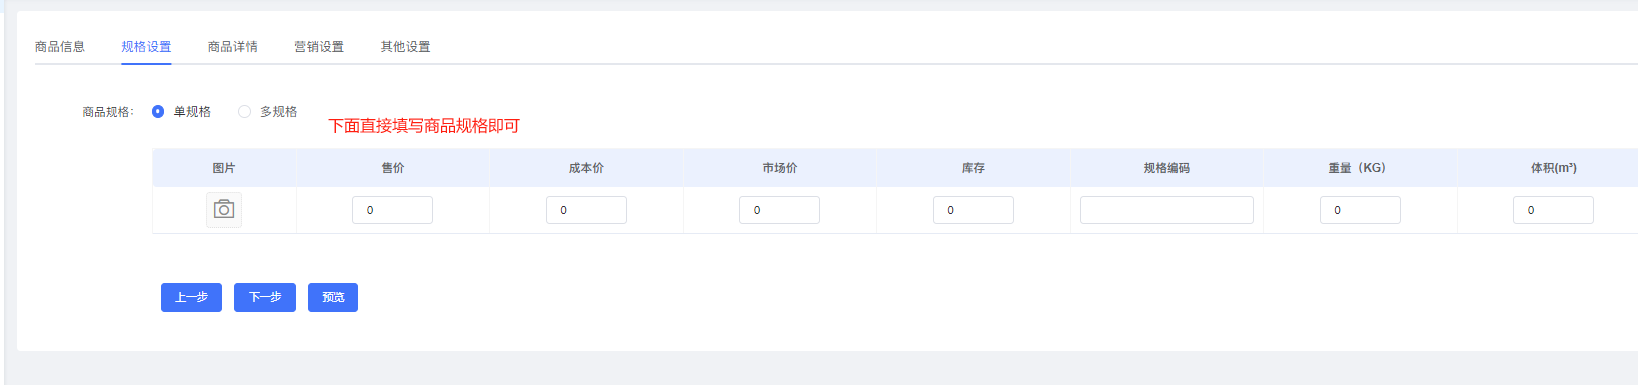 商品信息 规格设置 商品详情 营销设置 其他设置
商品规格： 单规格 多规格
下面直接填写商品规格即可
图片 售价 成本价 市场价 库存 规格编码 重量（KG） 体积(m³)
0 0 0 0 0 0
上一步 下一步 预览